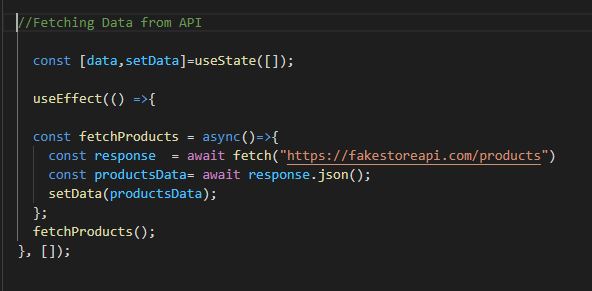 //Fetching Data from API
const [data,setData]=useState([]);
useEffect(() =>{
const fetchProducts = async()=>{
const response  = await fetch("https://fakestoreapi.com/products")
const productsData= await response.json();
setData(productsData);
};
fetchProducts();
}, []);